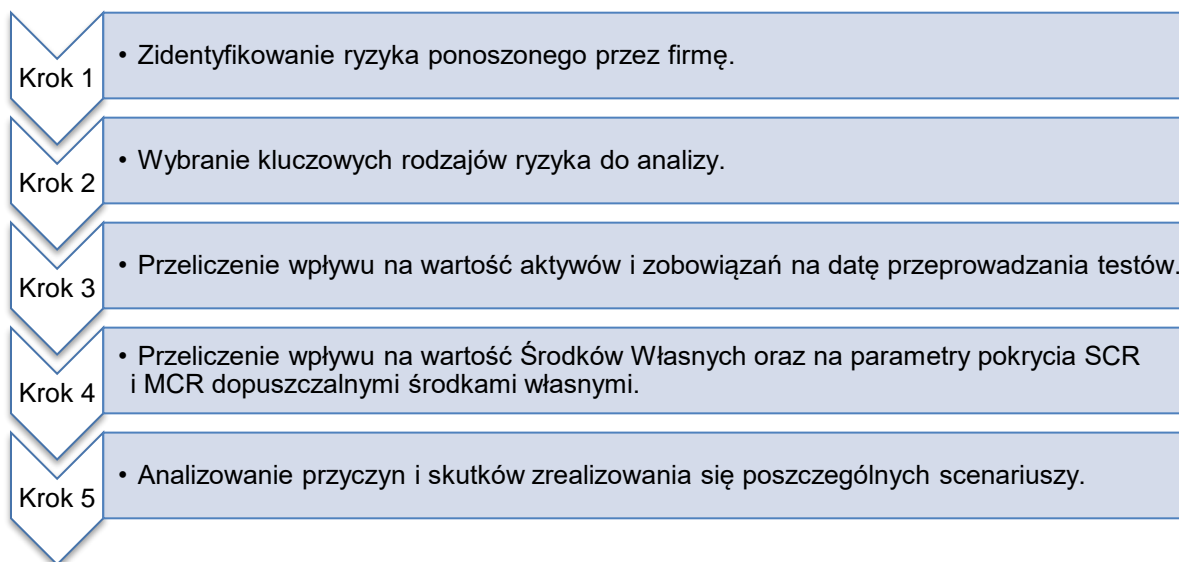 Krok 1
• Zidentyfikowanie ryzyka ponoszonego przez firmę.
Krok 2
• Wybranie kluczowych rodzajów ryzyka do analizy.
Krok 3
• Przeliczenie wpływu na wartość aktywów i zobowiązań na datę przeprowadzania testów.
Krok 4
• Przeliczenie wpływu na wartość Środków Własnych oraz na parametry pokrycia SCR
i MCR dopuszczalnymi środkami własnymi.
Krok 5
• Analizowanie przyczyn i skutków zrealizowania się poszczególnych scenariuszy.